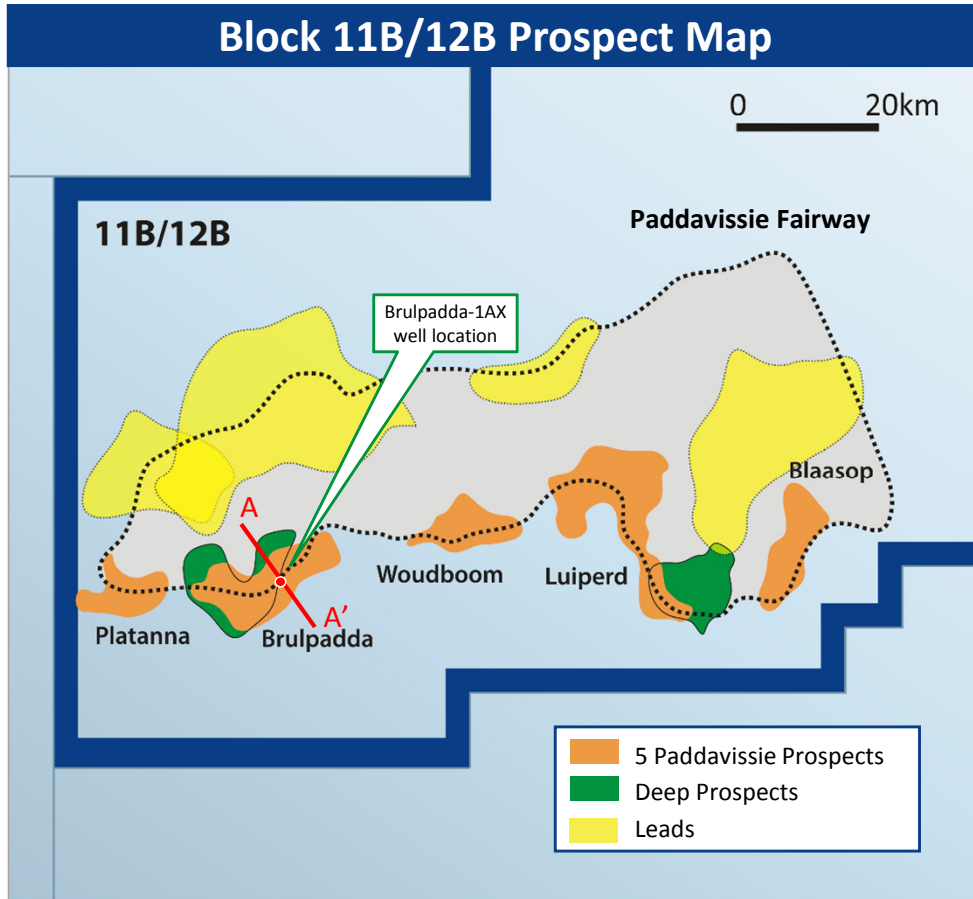 Block 11B/12B Prospect Map
0 20km
Paddavissie Fairway
11B/12B
Brulpadda-1AX
well location
Blaasop
A
Woudboom
Luiperd
A'
Platanna
Brulpadda
5 Paddavissie Prospects
Deep Prospects
Leads